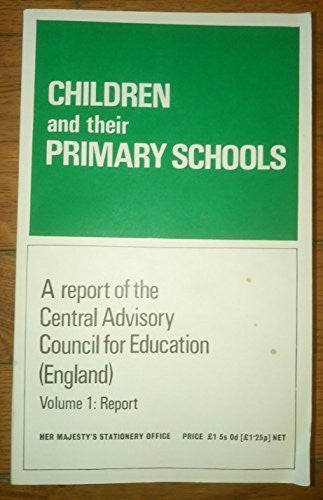 CHILDREN
and their
PRIMARY SCHOOLS
A report of the
Central Advisory
Council for Education
(England)
Volume 1: Report
HER MAJESTY'S STATIONERY OFFICE PRICE £1 5s 0d [£1·25p] NET